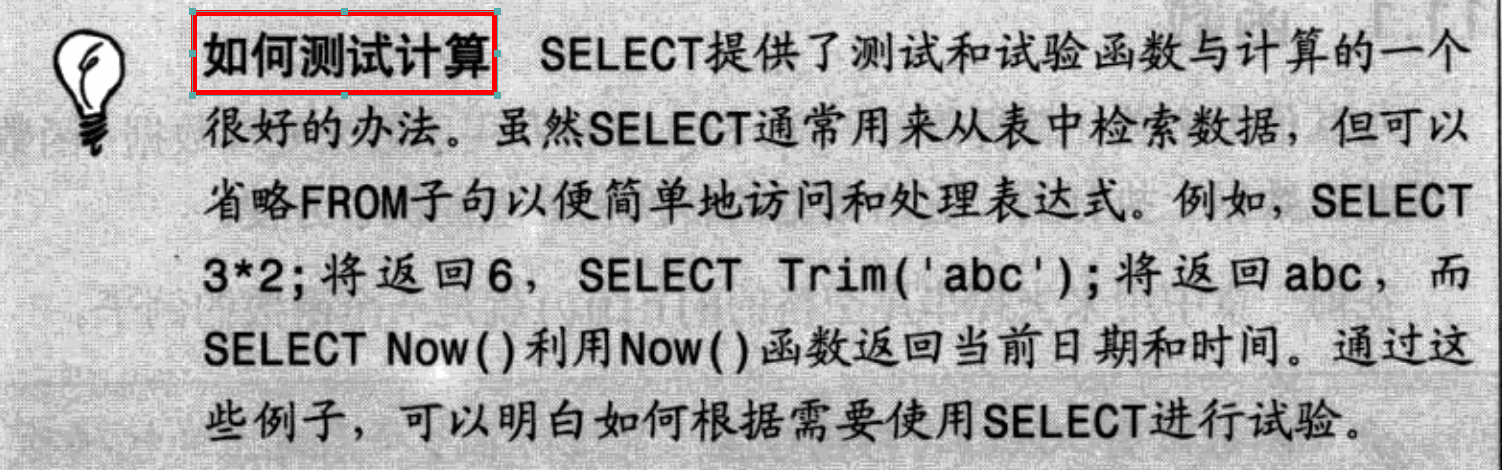 如何测试计算 SELECT提供了测试和试验函数与计算的一个
很好的办法。虽然SELECT通常用来从表中检索数据，但可以
省略FROM子句以便简单地访问和处理表达式。例如，SELECT
3*2;将返回6，SELECT Trim('abc');将返回abc，而
SELECT Now()利用Now()函数返回当前日期和时间。通过这
些例子，可以明白如何根据需要使用SELECT进行试验。